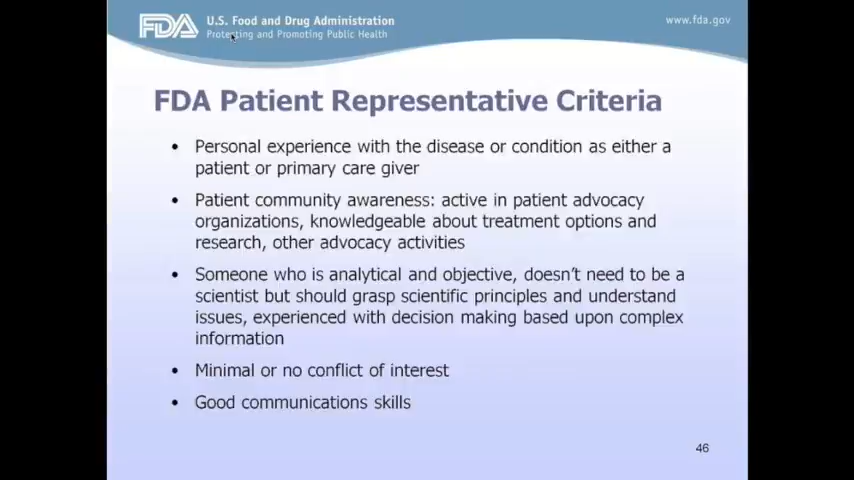 FDA U.S. Food and Drug Administration
Protecting and Promoting Public Health
www.fda.gov
FDA Patient Representative Criteria
• Personal experience with the disease or condition as either a
patient or primary care giver
• Patient community awareness: active in patient advocacy
organizations, knowledgeable about treatment options and
research, other advocacy activities
• Someone who is analytical and objective, doesn't need to be a
scientist but should grasp scientific principles and understand
issues, experienced with decision making based upon complex
information
• Minimal or no conflict of interest
• Good communications skills
46